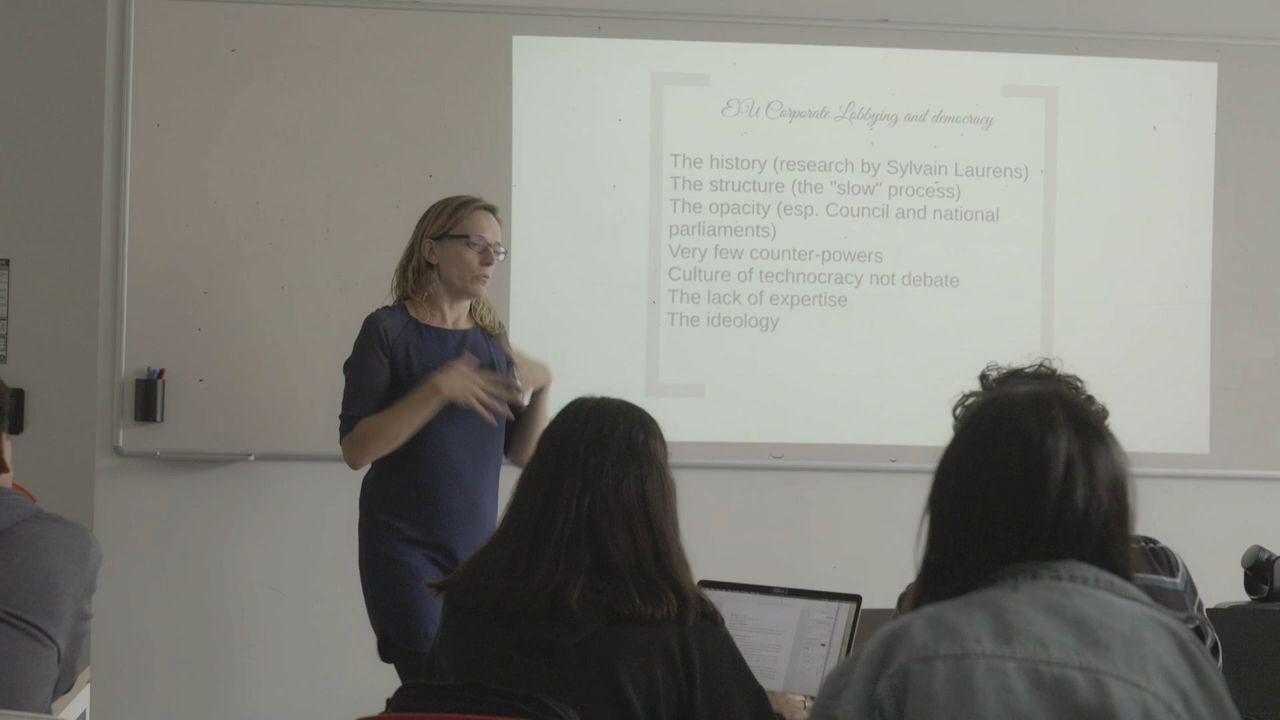 EU Corporate Lobbying and democracy
The history (research by Sylvain Laurens)
The structure (the "slow" process)
The opacity (esp. Council and national
parliaments)
Very few counter-powers
Culture of technocracy not debate
The lack of expertise
The ideology